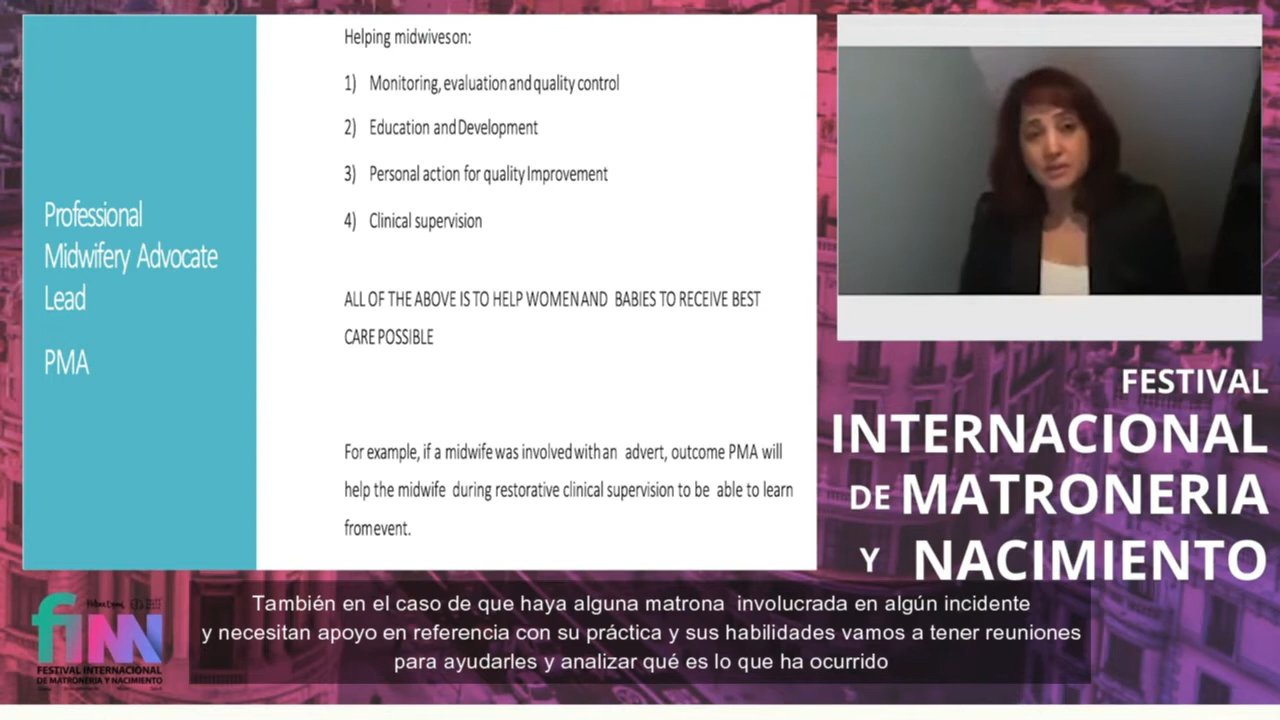 Professional
Midwifery Advocate
Lead
PMA
Helping midwives on:
1) Monitoring, evaluation and quality control
2) Education and Development
3) Personal action for quality Improvement
4) Clinical supervision
ALL OF THE ABOVE IS TO HELP WOMEN AND BABIES TO RECEIVE BEST
CARE POSSIBLE
For example, if a midwife was involved with an advert, outcome PMA will
help the midwife during restorative clinical supervision to be able to learn
from event.
FESTIVAL
INTERNACIONAL
DE MATRONERIA
Y NACIMIENTO
También en el caso de que haya alguna matrona involucrada en algún incidente
y necesitan apoyo en referencia con su práctica y sus habilidades vamos a tener reuniones
para ayudarles y analizar qué es lo que ha ocurrido
fimn
FESTIVAL INTERNACIONAL
DE MATRONERIA Y NACIMIENTO